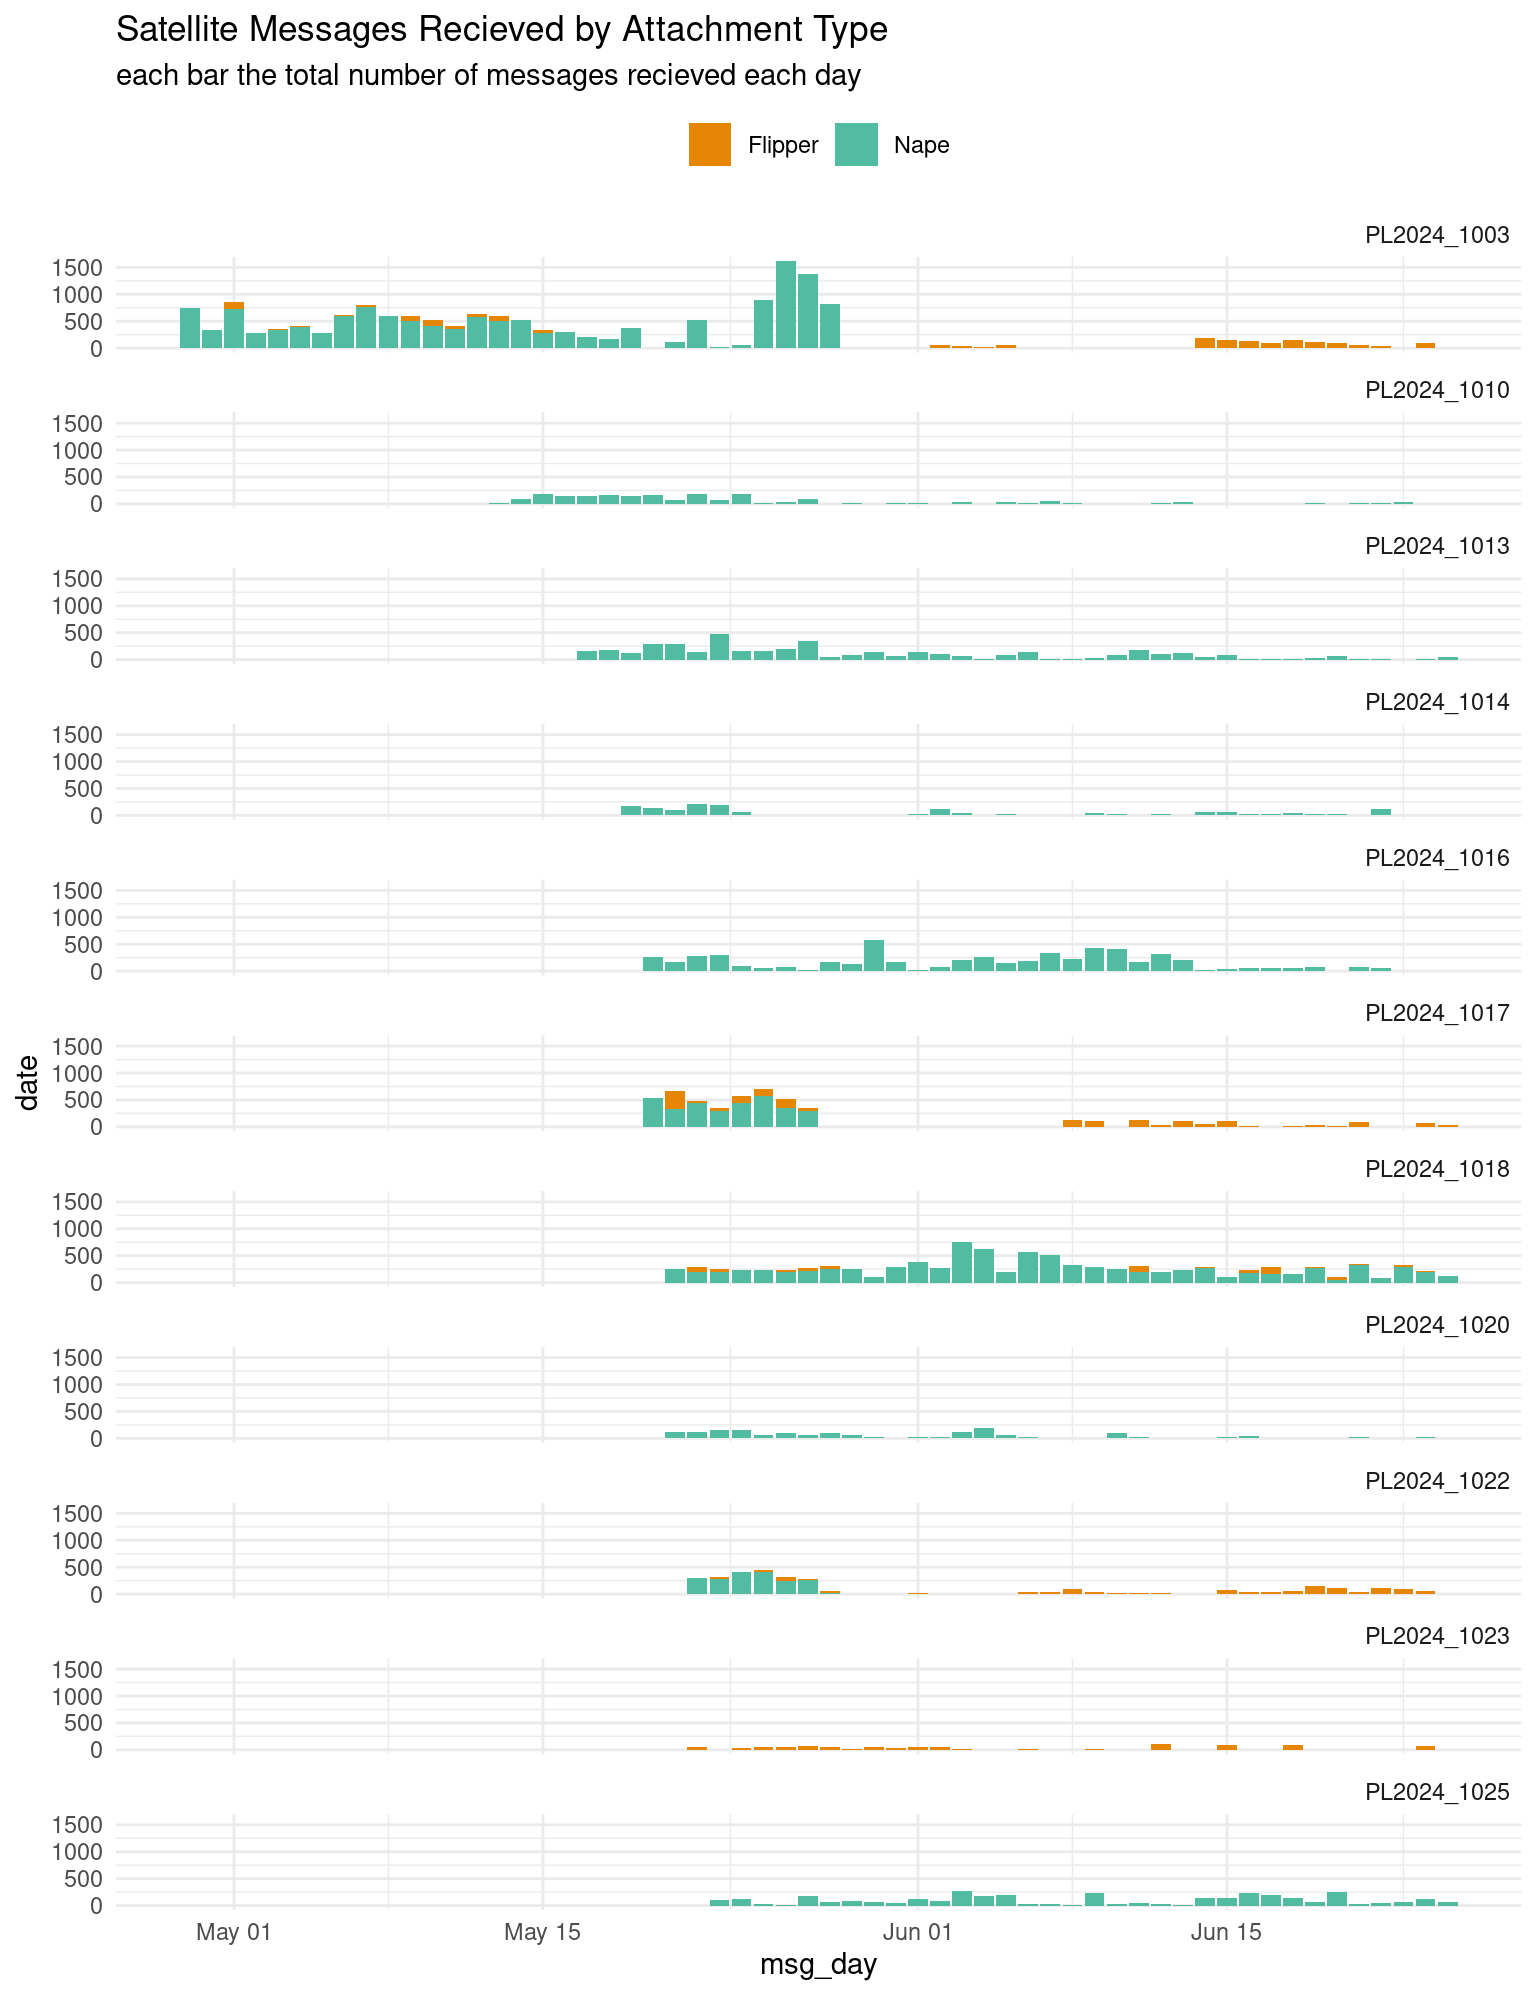 Satellite Messages Recieved by Attachment Type
each bar the total number of messages recieved each day
Flipper Nape
PL2024_1003
1500
1000
500
0
PL2024_1010
1500
1000
500
0
PL2024_1013
1500
1000
500
0
PL2024_1014
1500
1000
500
0
PL2024_1016
1500
1000
500
0
PL2024_1017
1500
1000
500
0
date
PL2024_1018
1500
1000
500
0
PL2024_1020
1500
1000
500
0
PL2024_1022
1500
1000
500
0
PL2024_1023
1500
1000
500
0
PL2024_1025
1500
1000
500
0
May 01 May 15 Jun 01 Jun 15
msg_day